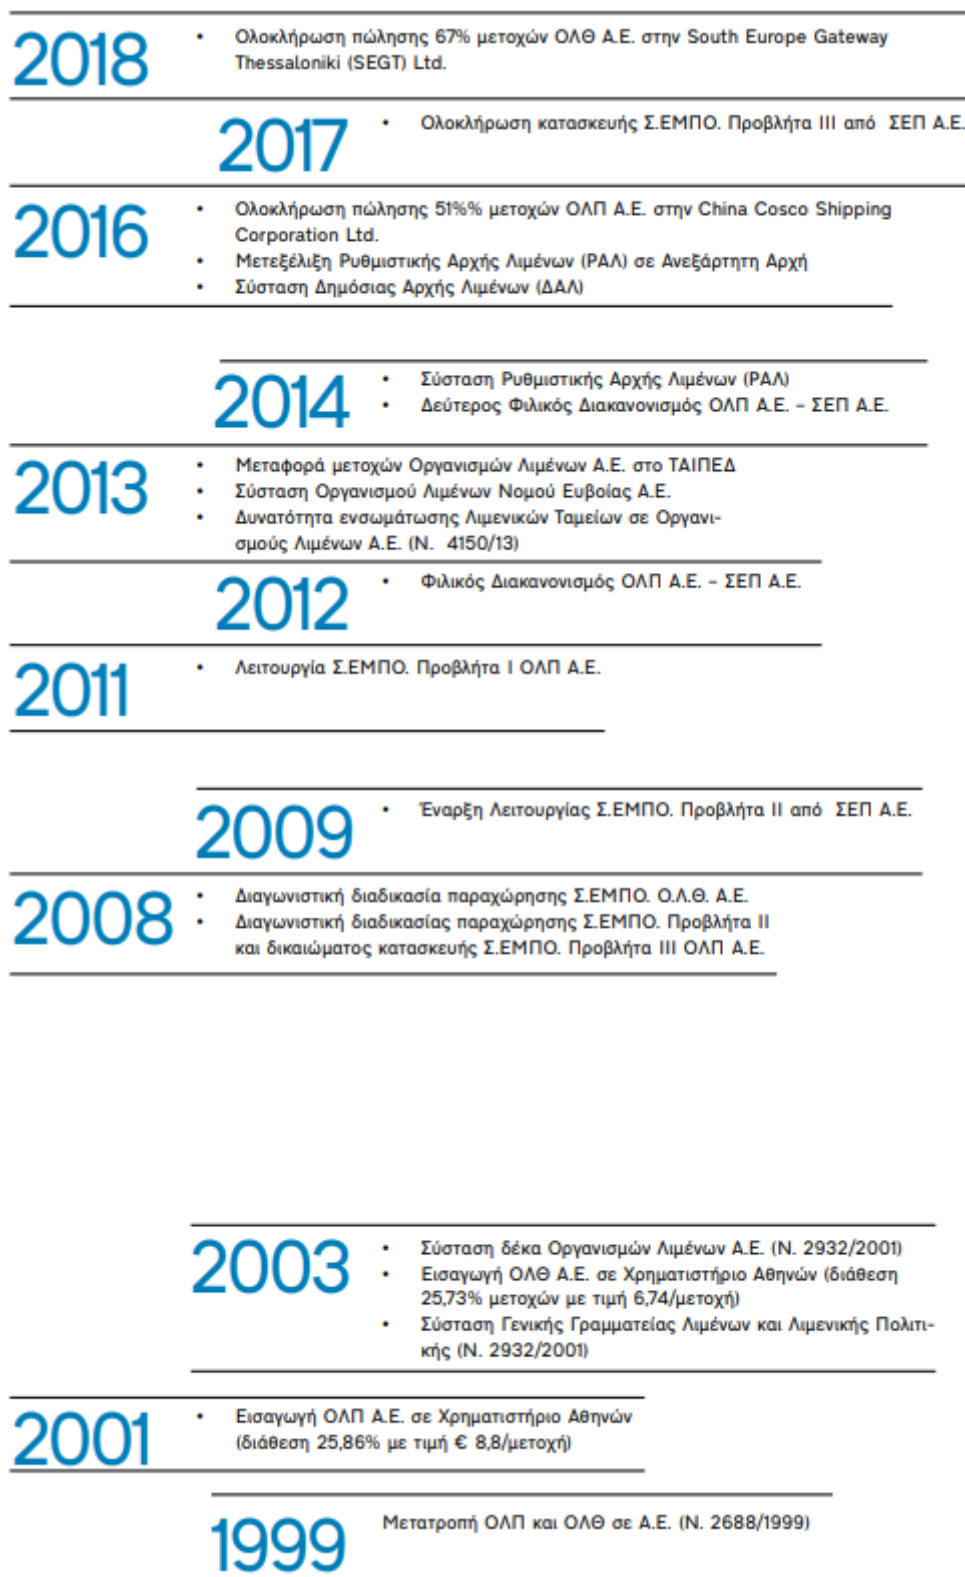 2018
• Ολοκλήρωση πώλησης 67% μετοχών ΟΛΘ Α.Ε. στην South Europe Gateway
Thessaloniki (SEGT) Ltd.
2017
• Ολοκλήρωση κατασκευής Σ.ΕΜΠΟ. Προβλήτα ΙΙΙ από ΣΕΠ Α.Ε.
2016
• Ολοκλήρωση πώλησης 51%% μετοχών ΟΛΠ Α.Ε. στην China Cosco Shipping
Corporation Ltd.
• Μετεξέλιξη Ρυθμιστικής Αρχής Λιμένων (ΡΑΛ) σε Ανεξάρτητη Αρχή
• Σύσταση Δημόσιας Αρχής Λιμένων (ΔΑΛ)
2014
• Σύσταση Ρυθμιστικής Αρχής Λιμένων (ΡΑΛ)
• Δεύτερος Φιλικός Διακανονισμός ΟΛΠ Α.Ε. – ΣΕΠ Α.Ε.
2013
• Μεταφορά μετοχών Οργανισμών Λιμένων Α.Ε. στο ΤΑΙΠΕΔ
• Σύσταση Οργανισμού Λιμένων Νομού Ευβοίας Α.Ε.
• Δυνατότητα ενσωμάτωσης Λιμενικών Ταμείων σε Οργανι-
σμούς Λιμένων Α.Ε. (Ν. 4150/13)
2012
• Φιλικός Διακανονισμός ΟΛΠ Α.Ε. – ΣΕΠ Α.Ε.
2011
• Λειτουργία Σ.ΕΜΠΟ. Προβλήτα Ι ΟΛΠ Α.Ε.
2009
• Έναρξη Λειτουργίας Σ.ΕΜΠΟ. Προβλήτα ΙΙ από ΣΕΠ Α.Ε.
2008
• Διαγωνιστική διαδικασία παραχώρησης Σ.ΕΜΠΟ. Ο.Λ.Θ. Α.Ε.
• Διαγωνιστική διαδικασίας παραχώρησης Σ.ΕΜΠΟ. Προβλήτα ΙΙ
και δικαιώματος κατασκευής Σ.ΕΜΠΟ. Προβλήτα ΙΙΙ ΟΛΠ Α.Ε.
2003
• Σύσταση δέκα Οργανισμών Λιμένων Α.Ε. (Ν. 2932/2001)
• Εισαγωγή ΟΛΘ Α.Ε. σε Χρηματιστήριο Αθηνών (διάθεση
25,73% μετοχών με τιμή 6,74/μετοχή)
• Σύσταση Γενικής Γραμματείας Λιμένων και Λιμενικής Πολιτι-
κής (Ν. 2932/2001)
2001
• Εισαγωγή ΟΛΠ Α.Ε. σε Χρηματιστήριο Αθηνών
(διάθεση 25,86% με τιμή € 8,8/μετοχή)
1999
Μετατροπή ΟΛΠ και ΟΛΘ σε Α.Ε. (Ν. 2688/1999)